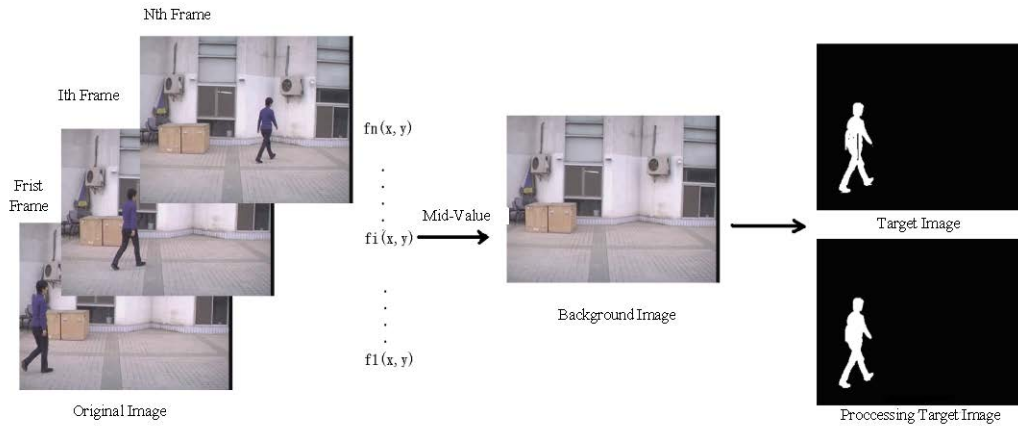 Nth Frame
Ith Frame
Frist
Frame
fn(x, y)
Mid-Value
fi(x, y)
f1(x, y)
Original Image
Background Image
Target Image
Proccessing Target Image